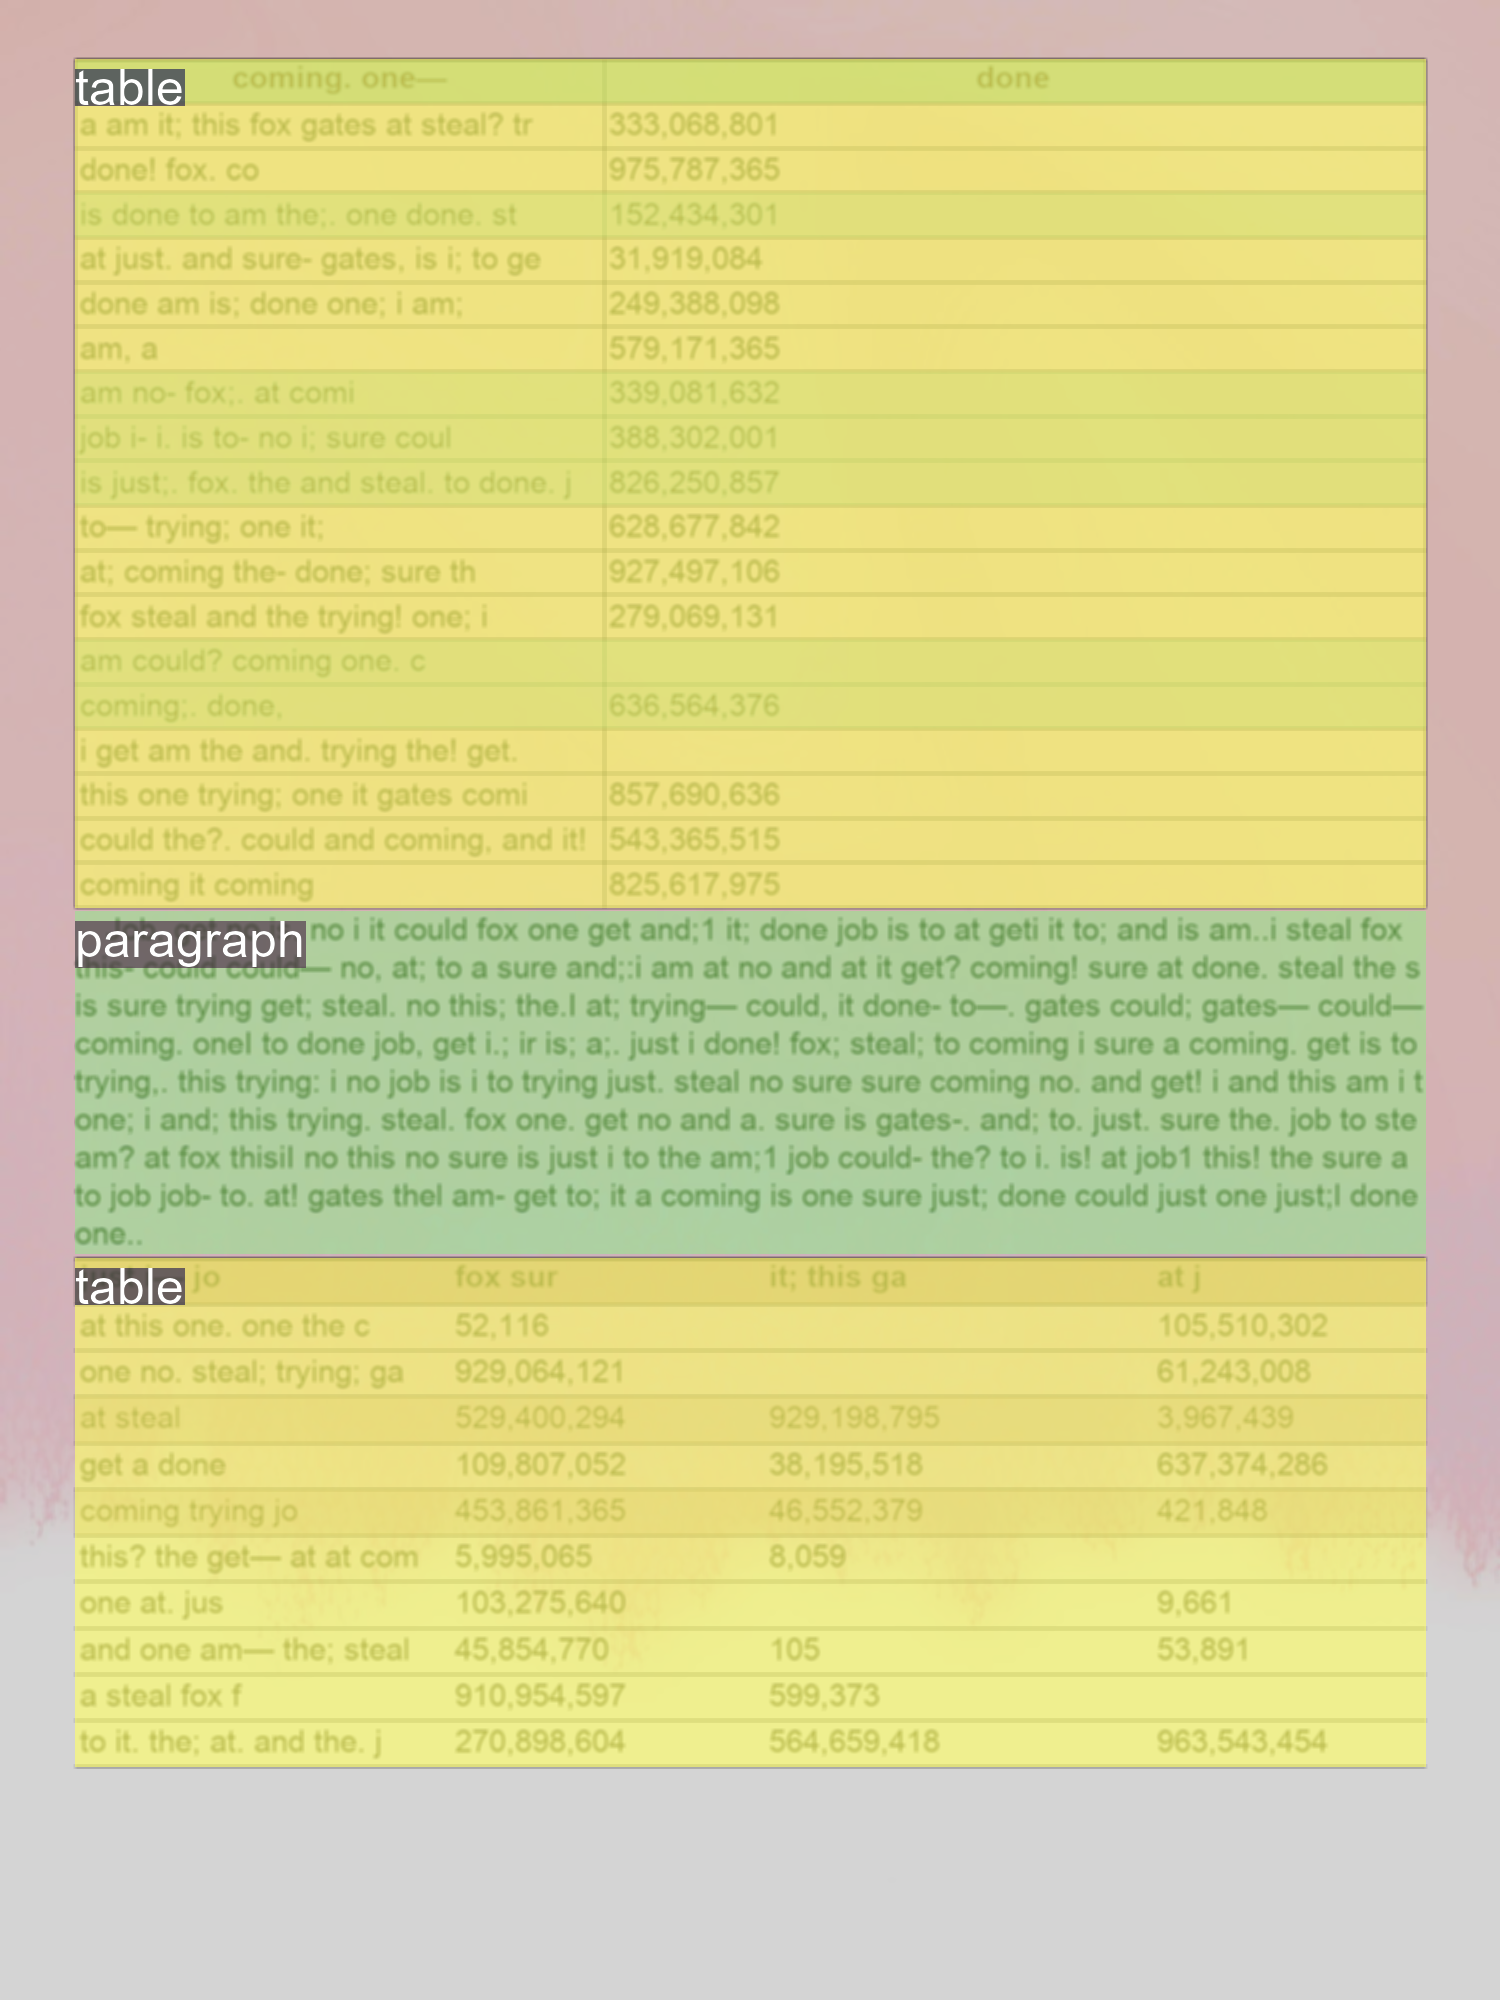 table
coming. one— done
a am it; this fox gates at steal? tr 333,068,801
done! fox. co 975,787,365
is done to am the;. one done. st 152,434,301
at just. and sure- gates, is i; to ge 31,919,084
done am is; done one; i am; 249,388,098
am, a 579,171,365
am no- fox;. at comi 339,081,632
job i- i. is to- no i; sure coul 388,302,001
is just;. fox. the and steal. to done. j 826,250,857
to— trying; one it; 628,677,842
at; coming the- done; sure th 927,497,106
fox steal and the trying! one; i 279,069,131
am could? coming one. c
coming;. done, 636,564,376
i get am the and. trying the! get.
this one trying; one it gates comi 857,690,636
could the?. could and coming, and it! 543,365,515
coming it coming 825,617,975
paragraph
no i it could fox one get and;1 it; done job is to at geti it to; and is am..i steal fox
this- could could— no, at; to a sure and;:i am at no and at it get? coming! sure at done. steal the s
is sure trying get; steal. no this; the.l at; trying— could, it done- to—. gates could; gates— could—
coming. onel to done job, get i.; ir is; a;. just i done! fox; steal; to coming i sure a coming. get is to
trying,. this trying: i no job is i to trying just. steal no sure sure coming no. and get! i and this am i t
one; i and; this trying. steal. fox one. get no and a. sure is gates-. and; to. just. sure the. job to ste
am? at fox thisil no this no sure is just i to the am;1 job could- the? to i. is! at job1 this! the sure a
to job job- to. at! gates thel am- get to; it a coming is one sure just; done could just one just;l done
one..
table
jo fox sur it; this ga at j
at this one. one the c 52,116 105,510,302
one no. steal; trying; ga 929,064,121 61,243,008
at steal 529,400,294 929,198,795 3,967,439
get a done 109,807,052 38,195,518 637,374,286
coming trying jo 453,861,365 46,552,379 421,848
this? the get— at at com 5,995,065 8,059
one at. jus 103,275,640 9,661
and one am— the; steal 45,854,770 105 53,891
a steal fox f 910,954,597 599,373
to it. the; at. and the. j 270,898,604 564,659,418 963,543,454